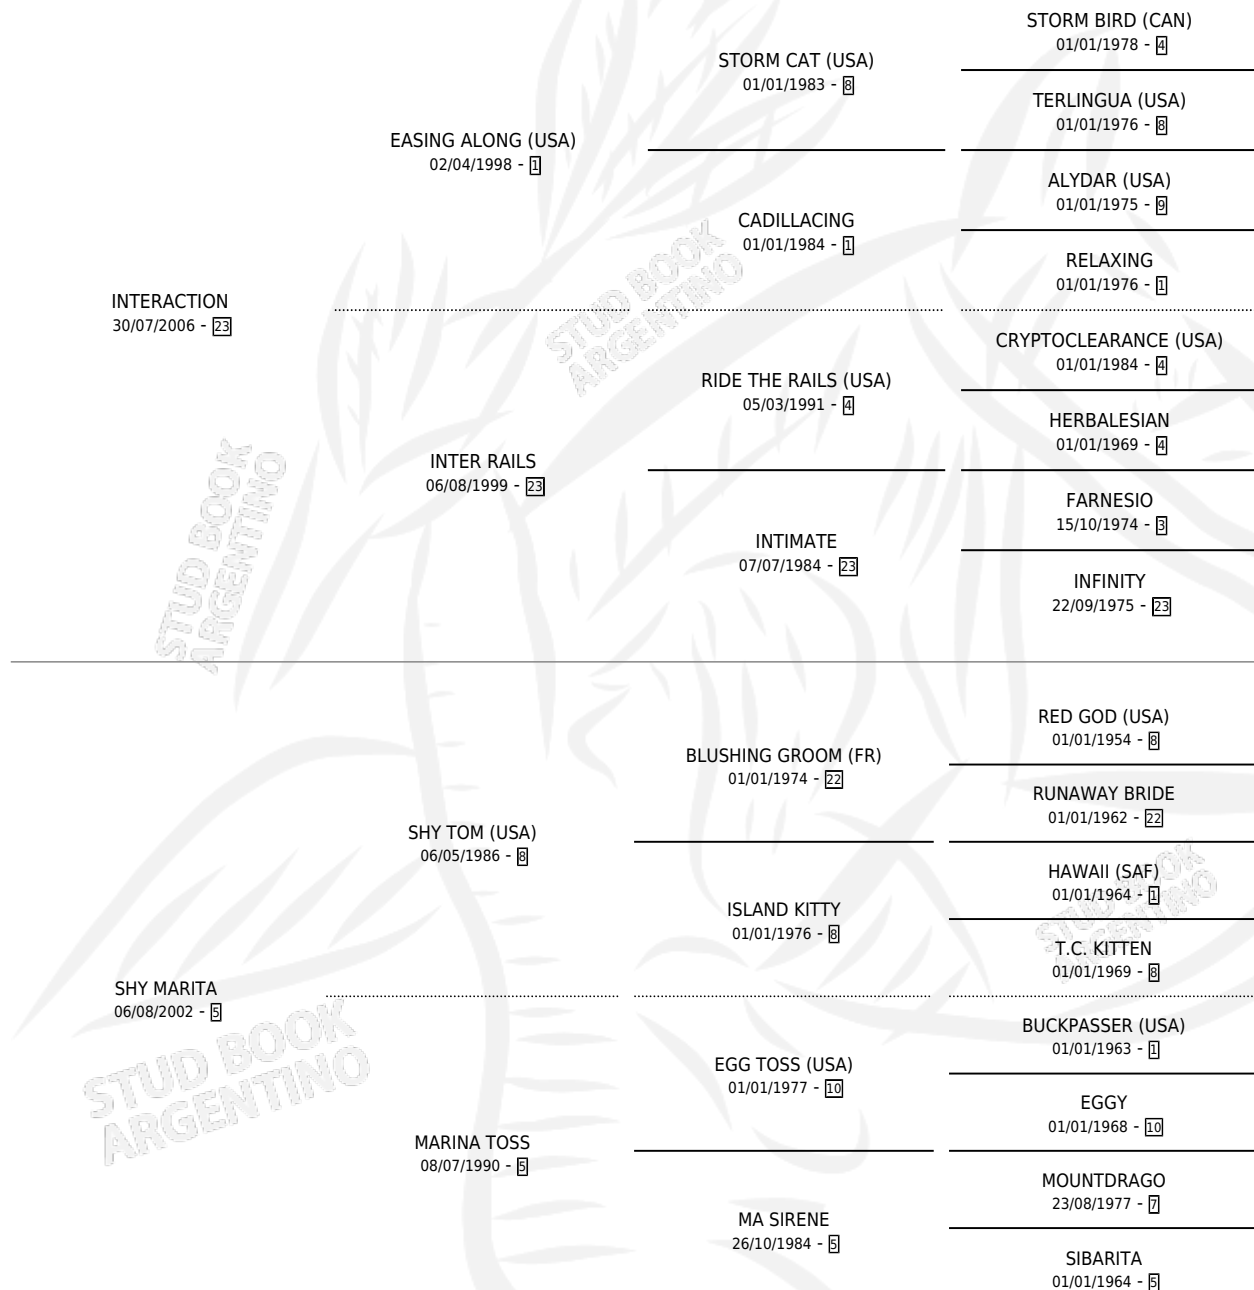 STORM BIRD (CAN)
01/01/1978 - 4
STORM CAT (USA)
01/01/1983 - 8
TERLINGUA (USA)
01/01/1976 - 8
EASING ALONG (USA)
02/04/1998 - 1
ALYDAR (USA)
01/01/1975 - 9
CADILLACING
01/01/1984 - 1
RELAXING
01/01/1976 - 1
INTERACTION
30/07/2006 - 23
CRYPTOCLEARANCE (USA)
01/01/1984 - 4
RIDE THE RAILS (USA)
05/03/1991 - 4
HERBALESIAN
01/01/1969 - 4
INTER RAILS
06/08/1999 - 23
FARNESIO
15/10/1974 - 3
INTIMATE
07/07/1984 - 23
INFINITY
22/09/1975 - 23
RED GOD (USA)
01/01/1954 - 8
BLUSHING GROOM (FR)
01/01/1974 - 22
RUNAWAY BRIDE
01/01/1962 - 22
SHY TOM (USA)
06/05/1986 - 8
HAWAII (SAF)
01/01/1964 - 1
ISLAND KITTY
01/01/1976 - 8
T.C. KITTEN
01/01/1969 - 8
SHY MARITA
06/08/2002 - 5
BUCKPASSER (USA)
01/01/1963 - 1
EGG TOSS (USA)
01/01/1977 - 10
EGGY
01/01/1968 - 10
MARINA TOSS
08/07/1990 - 5
MOUNTDRAGO
23/08/1977 - 7
MA SIRENE
26/10/1984 - 5
SIBARITA
01/01/1964 - 5
STUD BOOK
ARGENTINO
STUD BOOK
ARGENTINO
STUD BOOK
ARGENTINO
STUD BOOK
ARGENTINO